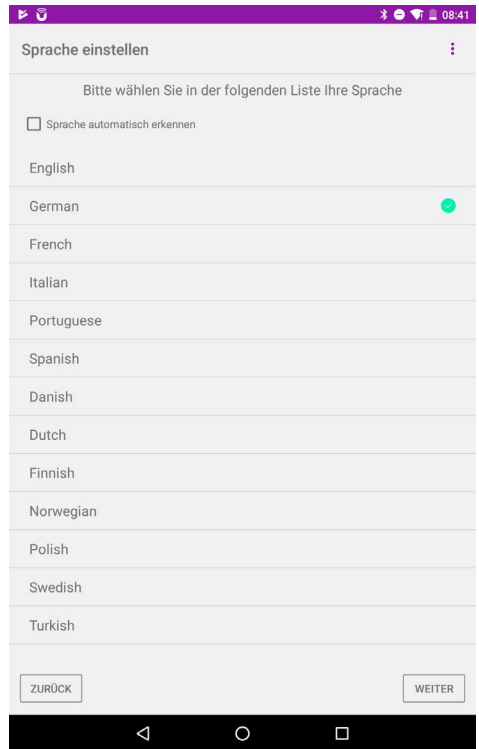 08:41
Sprache einstellen
Bitte wählen Sie in der folgenden Liste Ihre Sprache
Sprache automatisch erkennen
English
German
French
Italian
Portuguese
Spanish
Danish
Dutch
Finnish
Norwegian
Polish
Swedish
Turkish
ZURÜCK
WEITER